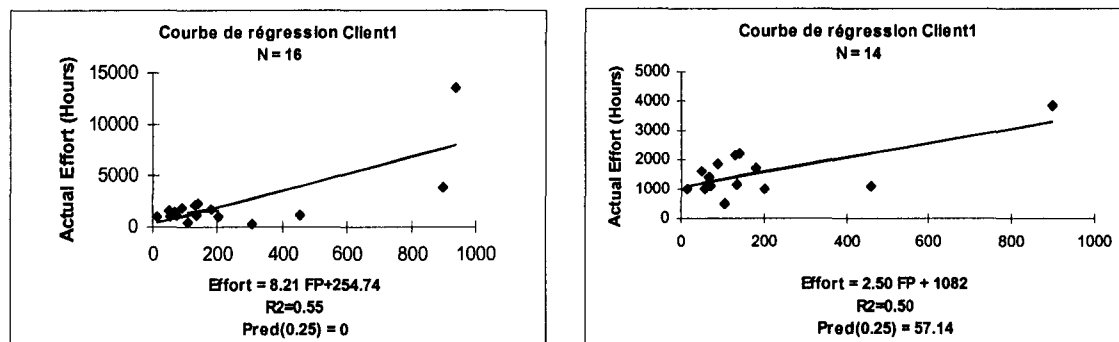 Courbe de régression Client1
N = 16
Actual Effort (Hours)
15000
10000
5000
0
0 200 400 600 800 1000
Effort = 8.21 FP+254.74
R2=0.55
Pred(0.25) = 0
Courbe de régression Client1
N = 14
Actual Effort (Hours)
5000
4000
3000
2000
1000
0
0 200 400 600 800 1000
Effort = 2.50 FP + 1082
R2=0.50
Pred(0.25) = 57.14